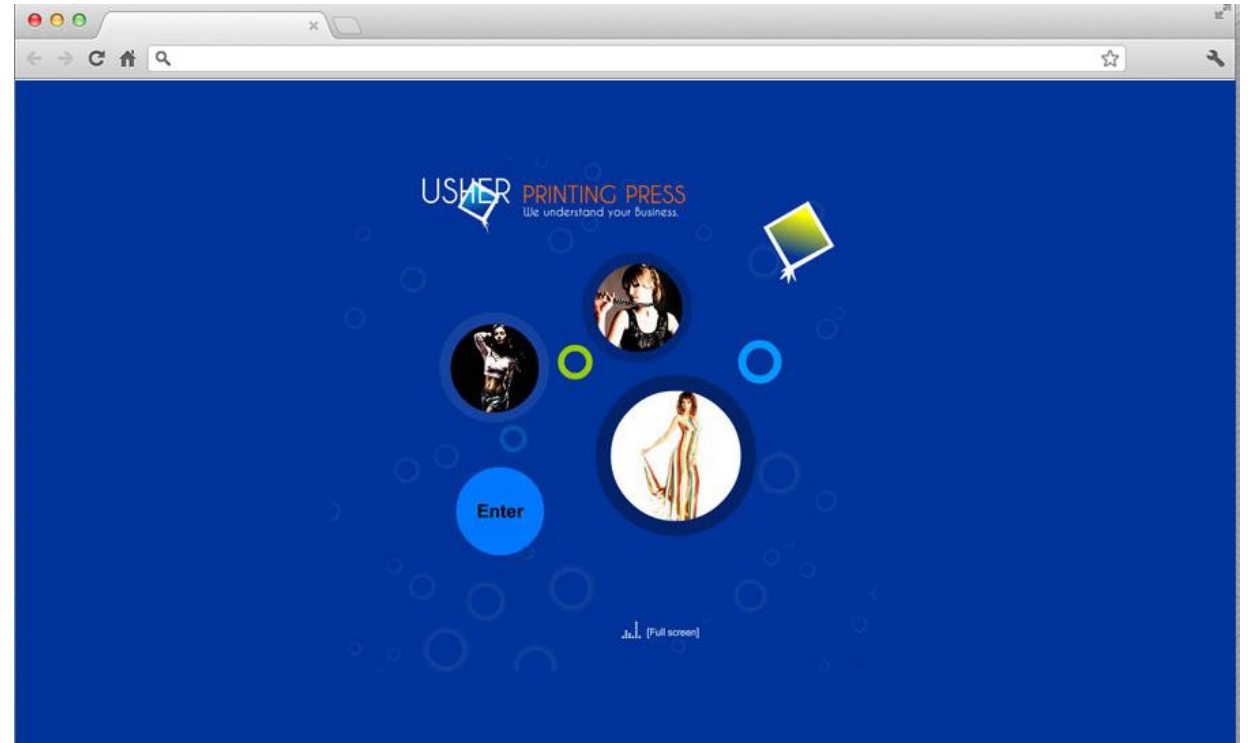 USHER PRINTING PRESS
We understand your Business.
Enter
[Full screen]